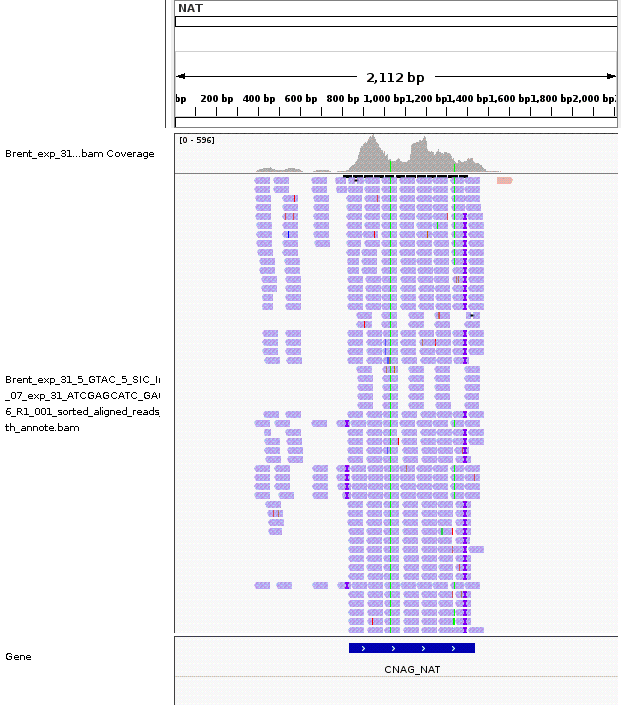 NAT
2,112 bp
bp 200 bp 400 bp 600 bp 800 bp 1,000 bp 1,200 bp 1,400 bp 1,600 bp 1,800 bp 2,000 bp
[0 - 596]
Brent_exp_31...bam Coverage
Brent_exp_31_5_GTAC_5_SIC_I
_07_exp_31_ATCGAGCATC_GA
6_R1_001_sorted_aligned_reads_
th_annote.bam
Gene
CNAG_NAT